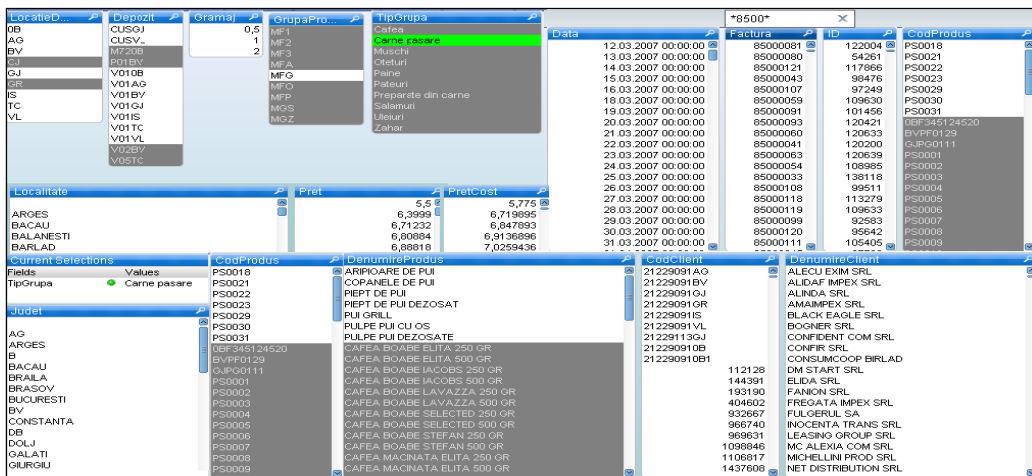 LocatieD...
0B
AG
BV
CJ
GJ
GR
IS
TC
VL
Depozit
CUSGJ
CUSV_
M720B
P01BV
V010B
V01AG
V01BV
V01GJ
V01IS
V01TC
V01VL
V02BV
V05TC
Gramaj
0,5
1
2
GrupaPro...
MF1
MF2
MF3
MFA
MFG
MFO
MFP
MGS
MGZ
TipGrupa
Cafea
Carne pasare
Muschi
Oteturi
Paine
Pateuri
Preparate din carne
Salamuri
Uleiuri
Zahar
*8500*
Data
12.03.2007 00:00:00
13.03.2007 00:00:00
14.03.2007 00:00:00
15.03.2007 00:00:00
16.03.2007 00:00:00
18.03.2007 00:00:00
19.03.2007 00:00:00
20.03.2007 00:00:00
21.03.2007 00:00:00
22.03.2007 00:00:00
23.03.2007 00:00:00
24.03.2007 00:00:00
25.03.2007 00:00:00
26.03.2007 00:00:00
27.03.2007 00:00:00
28.03.2007 00:00:00
29.03.2007 00:00:00
30.03.2007 00:00:00
31.03.2007 00:00:00
Factura
85000081
85000080
85000121
85000043
85000107
85000059
85000091
85000093
85000060
85000041
85000063
85000054
85000033
85000108
85000118
85000119
85000099
85000120
85000111
ID
122004
54261
117866
98476
97249
109630
101456
120421
120633
120200
120639
108985
138118
99511
113279
109633
92583
95642
105405
CodProdus
PS0018
PS0021
PS0022
PS0023
PS0029
PS0030
PS0031
0BF345124520
BVPF0129
GJPG0111
PS0001
PS0002
PS0003
PS0004
PS0005
PS0006
PS0007
PS0008
PS0009
Localitate
ARGES
BACAU
BALANESTI
BARLAD
Pret
5,5
6,3999
6,71232
6,80884
6,88818
PretCost
5,775
6,719895
6,847893
6,9136896
7,0259436
Current Selections
Fields Values
TipGrupa Carne pasare
Judet
AG
ARGES
B
BACAU
BRAILA
BRASOV
BUCURESTI
BV
CONSTANTA
DB
DOLJ
GALATI
GIURGIU
CodProdus
PS0018
PS0021
PS0022
PS0023
PS0029
PS0030
PS0031
0BF345124520
BVPF0129
GJPG0111
PS0001
PS0002
PS0003
PS0004
PS0005
PS0006
PS0007
PS0008
PS0009
DenumireProdus
ARIPIOARE DE PUI
COPANELE DE PUI
PIEPT DE PUI
PIEPT DE PUI DEZOSAT
PUI GRILL
PULPE PUI CU OS
PULPE PUI DEZOSATE
CAFEA BOABE ELITA 250 GR
CAFEA BOABE ELITA 500 GR
CAFEA BOABE IACOBS 250 GR
CAFEA BOABE IACOBS 500 GR
CAFEA BOABE LAVAZZA 250 GR
CAFEA BOABE LAVAZZA 500 GR
CAFEA BOABE SELECTED 250 GR
CAFEA BOABE SELECTED 500 GR
CAFEA BOABE STEFAN 250 GR
CAFEA BOABE STEFAN 500 GR
CAFEA MACINATA ELITA 250 GR
CAFEA MACINATA ELITA 500 GR
CodClient
21229091AG
21229091BV
21229091GJ
21229091GR
21229091IS
21229091VL
21229113GJ
212290910B
212290910B1
112128
144391
193190
404602
932667
966740
969631
1098846
1106817
1437608
DenumireClient
ALECU EXIM SRL
ALIDAF IMPEX SRL
ALINDA SRL
AMAIMPEX SRL
BLACK EAGLE SRL
BOGNER SRL
CONFIDENT COM SRL
CONFIR SRL
CONSUMCOOP BIRLAD
DM START SRL
ELIDA SRL
FANION SRL
FREGATA IMPEX SRL
FULGERUL SA
INOCENTA TRANS SRL
LEASING GROUP SRL
MC ALEXIA COM SRL
MICHELLINI PROD SRL
NET DISTRIBUTION SRL